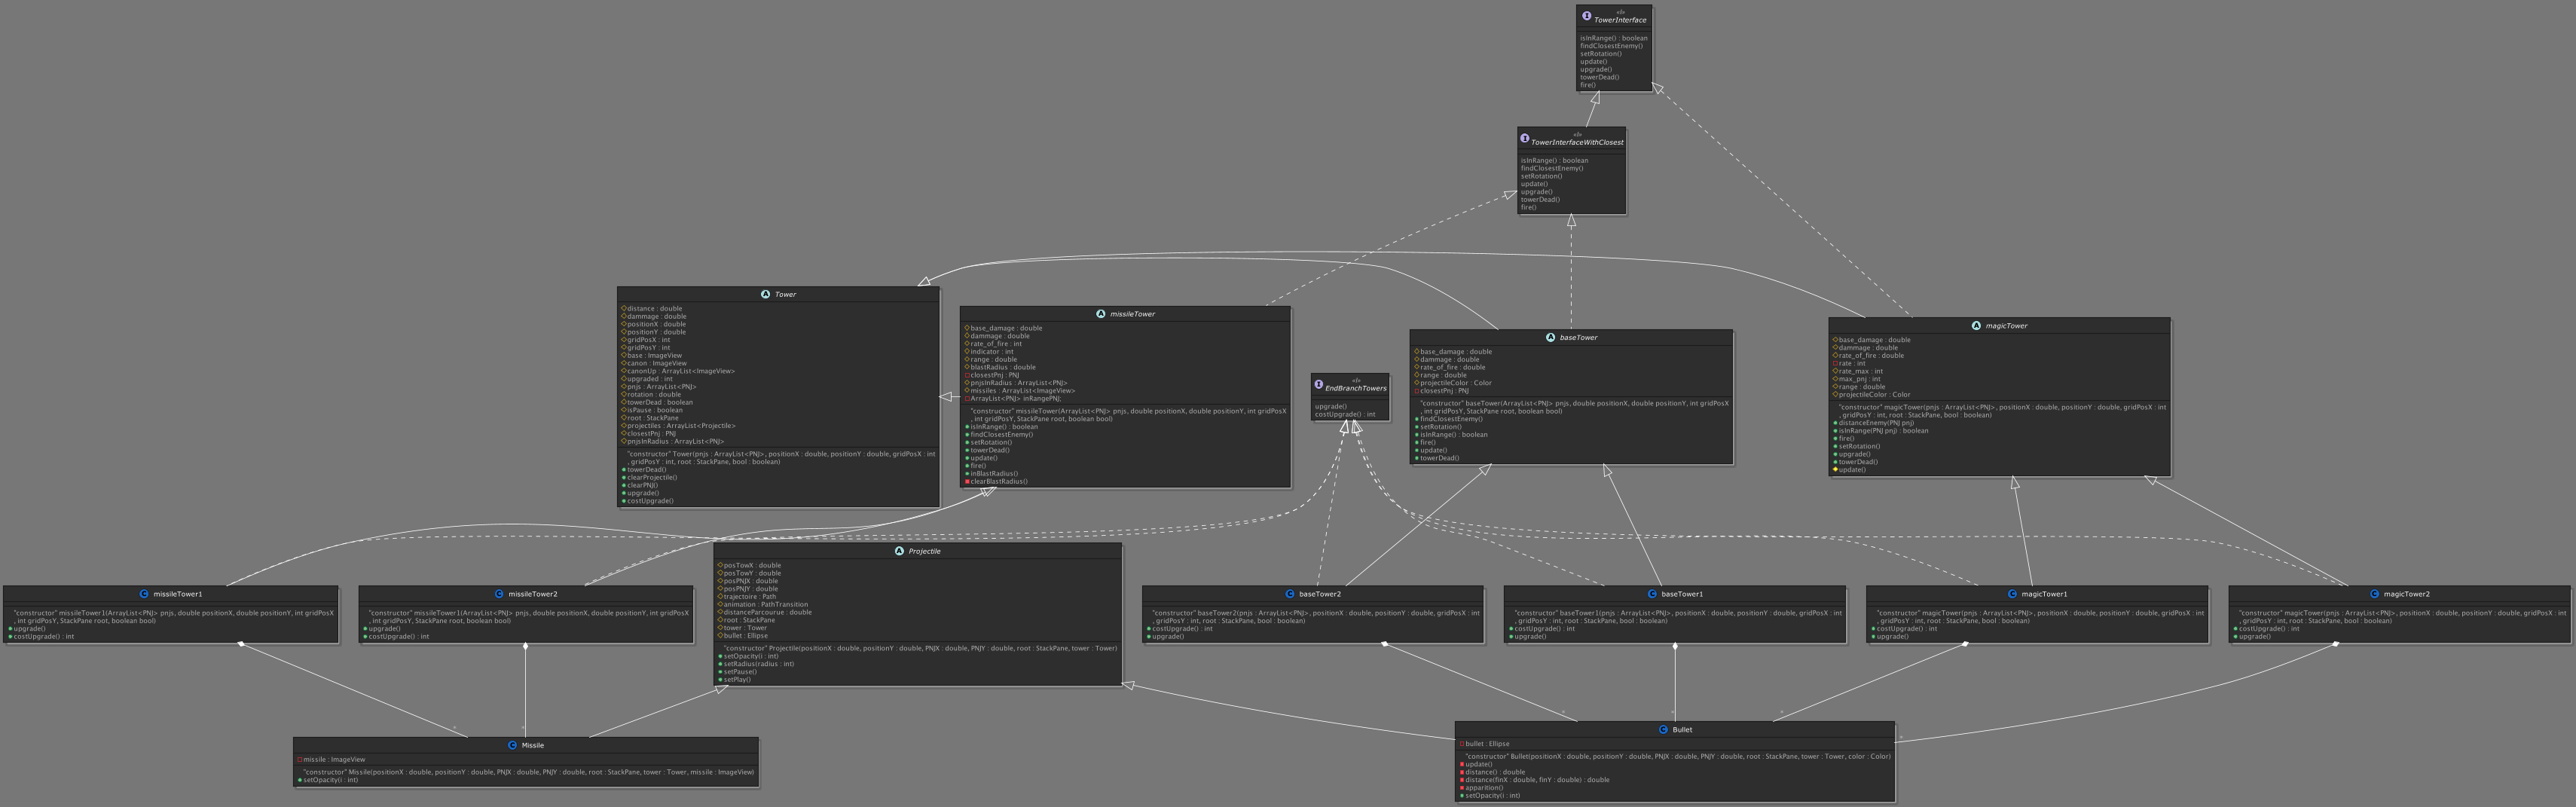 «I»
I TowerInterface
isInRange() : boolean
findClosestEnemy()
setRotation()
update()
upgrade()
towerDead()
fire()
«I»
I TowerInterfaceWithClosest
isInRange() : boolean
findClosestEnemy()
setRotation()
update()
upgrade()
towerDead()
fire()
A Tower
distance : double
dammage : double
positionX : double
positionY : double
gridPosX : int
gridPosY : int
base : ImageView
canon : ImageView
canonUp : ArrayList<ImageView>
upgraded : int
pnjs : ArrayList<PNJ>
rotation : double
towerDead : boolean
isPause : boolean
root : StackPane
projectiles : ArrayList<Projectile>
closestPnj : PNJ
pnjsInRadius : ArrayList<PNJ>
"constructor" Tower(pnjs : ArrayList<PNJ>, positionX : double, positionY : double, gridPosX : int
, gridPosY : int, root : StackPane, bool : boolean)
towerDead()
clearProjectile()
clearPNJ()
upgrade()
costUpgrade()
A missileTower
base_damage : double
dammage : double
rate_of_fire : int
indicator : int
range : double
blastRadius : double
closestPnj : PNJ
pnjsInRadius : ArrayList<PNJ>
missiles : ArrayList<ImageView>
ArrayList<PNJ> inRangePNJ;
"constructor" missileTower(ArrayList<PNJ> pnjs, double positionX, double positionY, int gridPosX
, int gridPosY, StackPane root, boolean bool)
isInRange() : boolean
findClosestEnemy()
setRotation()
towerDead()
update()
fire()
inBlastRadius()
clearBlastRadius()
«I»
I EndBranchTowers
upgrade()
costUpgrade() : int
A baseTower
base_damage : double
dammage : double
rate_of_fire : double
range : double
projectileColor : Color
closestPnj : PNJ
"constructor" baseTower(ArrayList<PNJ> pnjs, double positionX, double positionY, int gridPosX
, int gridPosY, StackPane root, boolean bool)
findClosestEnemy()
setRotation()
isInRange() : boolean
fire()
update()
towerDead()
A magicTower
base_damage : double
dammage : double
rate_of_fire : double
rate : int
rate_max : int
max_pnj : int
range : double
projectileColor : Color
"constructor" magicTower(pnjs : ArrayList<PNJ>, positionX : double, positionY : double, gridPosX : int
, gridPosY : int, root : StackPane, bool : boolean)
distanceEnemy(PNJ pnj)
isInRange(PNJ pnj) : boolean
fire()
setRotation()
upgrade()
towerDead()
update()
C missileTower1
"constructor" missileTower1(ArrayList<PNJ> pnjs, double positionX, double positionY, int gridPosX
, int gridPosY, StackPane root, boolean bool)
upgrade()
costUpgrade() : int
C missileTower2
"constructor" missileTower1(ArrayList<PNJ> pnjs, double positionX, double positionY, int gridPosX
, int gridPosY, StackPane root, boolean bool)
upgrade()
costUpgrade() : int
A Projectile
posTowX : double
posTowY : double
posPNJX : double
posPNJY : double
trajectoire : Path
animation : PathTransition
distanceParcourue : double
root : StackPane
tower : Tower
bullet : Ellipse
"constructor" Projectile(positionX : double, positionY : double, PNJX : double, PNJY : double, root : StackPane, tower : Tower)
setOpacity(i : int)
setRadius(radius : int)
setPause()
setPlay()
C baseTower2
"constructor" baseTower2(pnjs : ArrayList<PNJ>, positionX : double, positionY : double, gridPosX : int
, gridPosY : int, root : StackPane, bool : boolean)
costUpgrade() : int
upgrade()
C baseTower1
"constructor" baseTower1(pnjs : ArrayList<PNJ>, positionX : double, positionY : double, gridPosX : int
, gridPosY : int, root : StackPane, bool : boolean)
costUpgrade() : int
upgrade()
C magicTower1
"constructor" magicTower(pnjs : ArrayList<PNJ>, positionX : double, positionY : double, gridPosX : int
, gridPosY : int, root : StackPane, bool : boolean)
costUpgrade() : int
upgrade()
C magicTower2
"constructor" magicTower(pnjs : ArrayList<PNJ>, positionX : double, positionY : double, gridPosX : int
, gridPosY : int, root : StackPane, bool : boolean)
costUpgrade() : int
upgrade()
*
*
*
*
*
*
C Missile
missile : ImageView
"constructor" Missile(positionX : double, positionY : double, PNJX : double, PNJY : double, root : StackPane, tower : Tower, missile : ImageView)
setOpacity(i : int)
C Bullet
bullet : Ellipse
"constructor" Bullet(positionX : double, positionY : double, PNJX : double, PNJY : double, root : StackPane, tower : Tower, color : Color)
update()
distance() : double
distance(finX : double, finY : double) : double
apparition()
setOpacity(i : int)